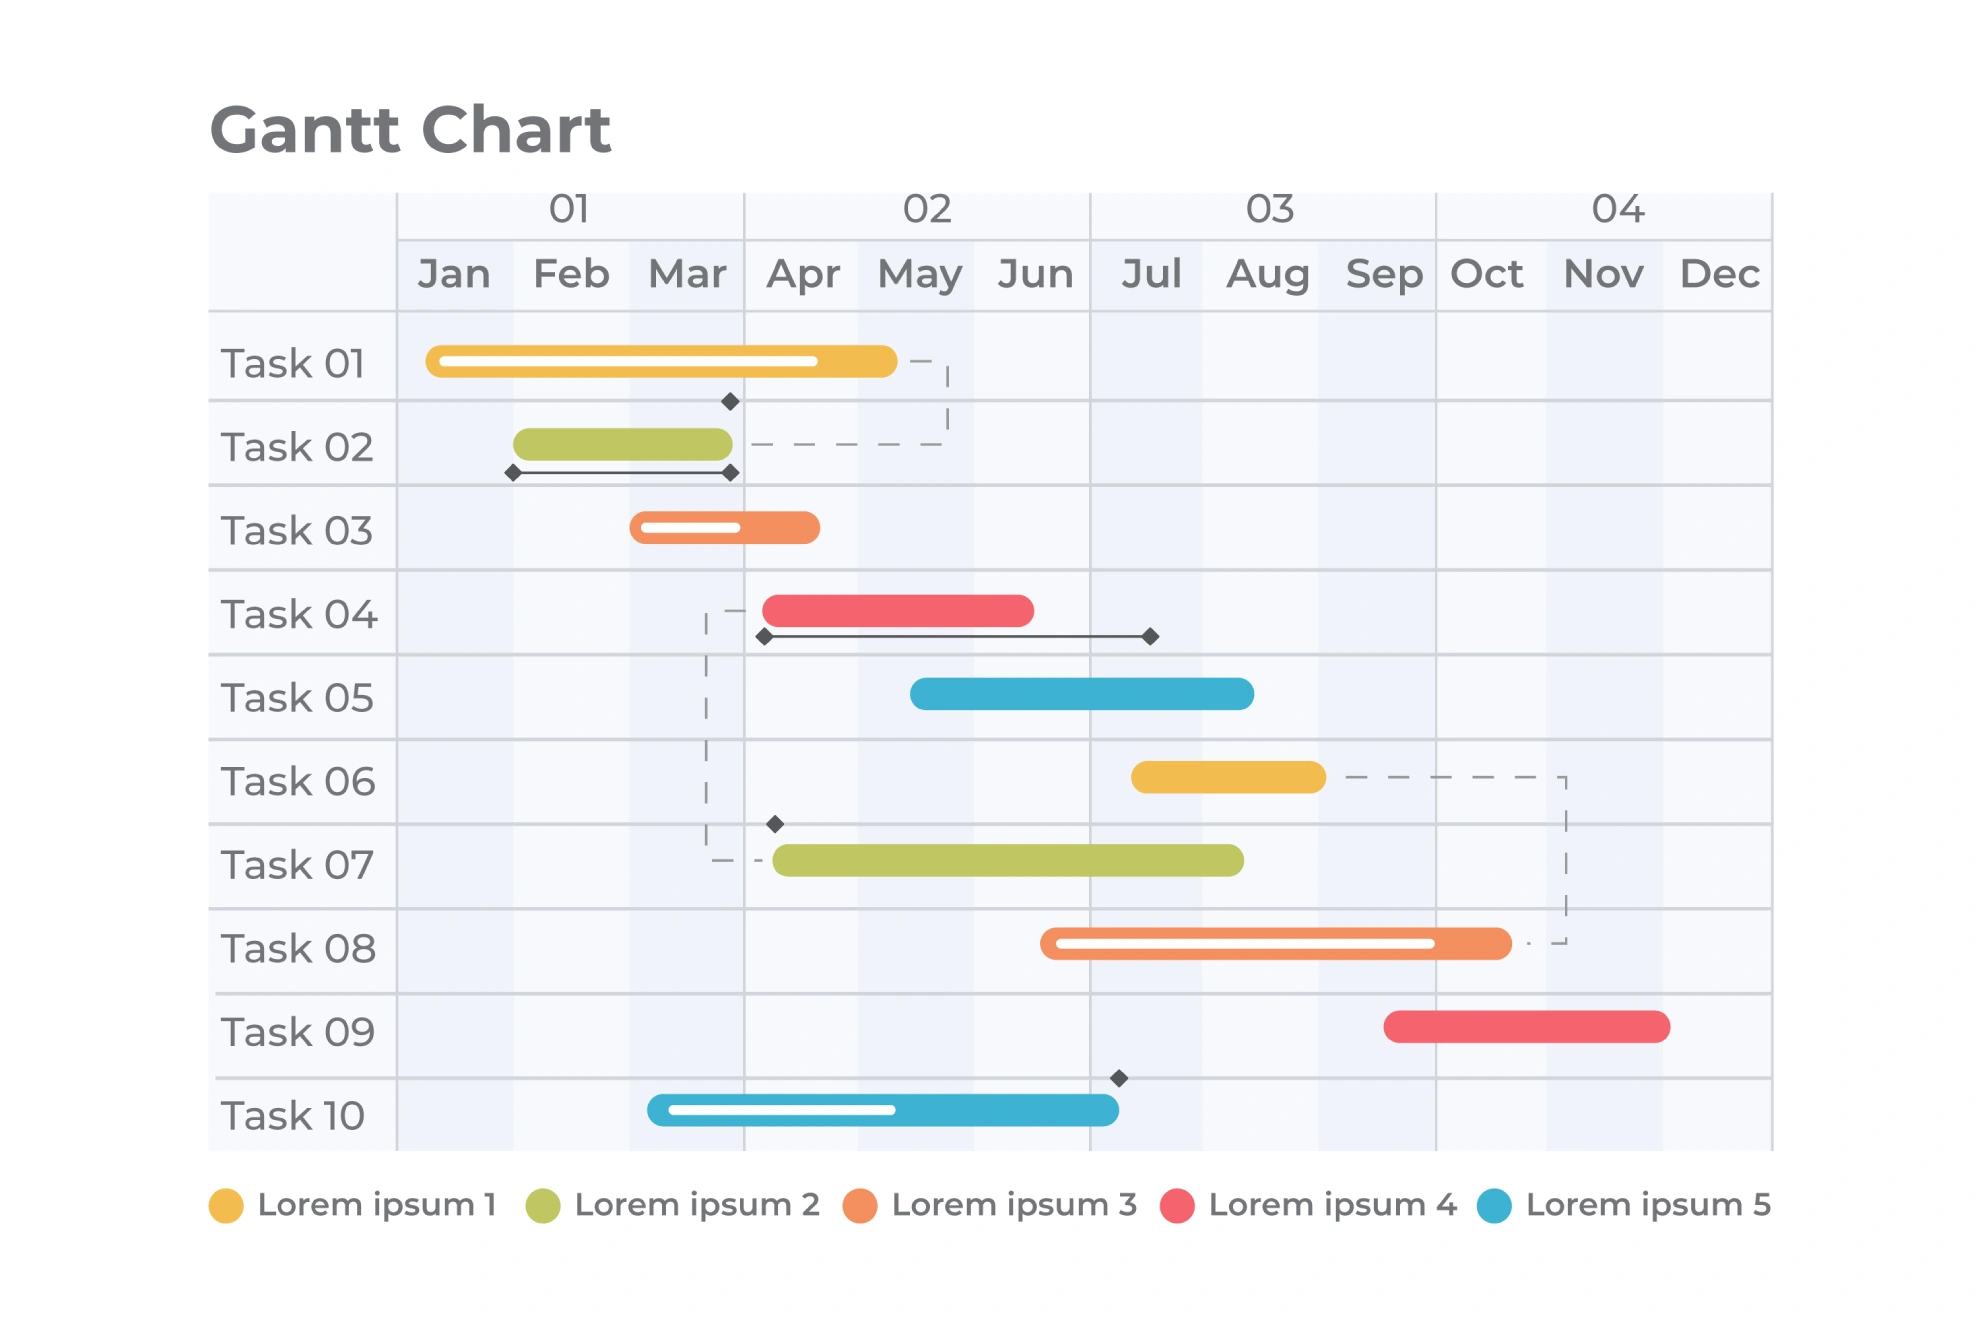 Gantt Chart
01 02 03 04
Jan Feb Mar Apr May Jun Jul Aug Sep Oct Nov Dec
Task 01
Task 02
Task 03
Task 04
Task 05
Task 06
Task 07
Task 08
Task 09
Task 10
Lorem ipsum 1 Lorem ipsum 2 Lorem ipsum 3 Lorem ipsum 4 Lorem ipsum 5